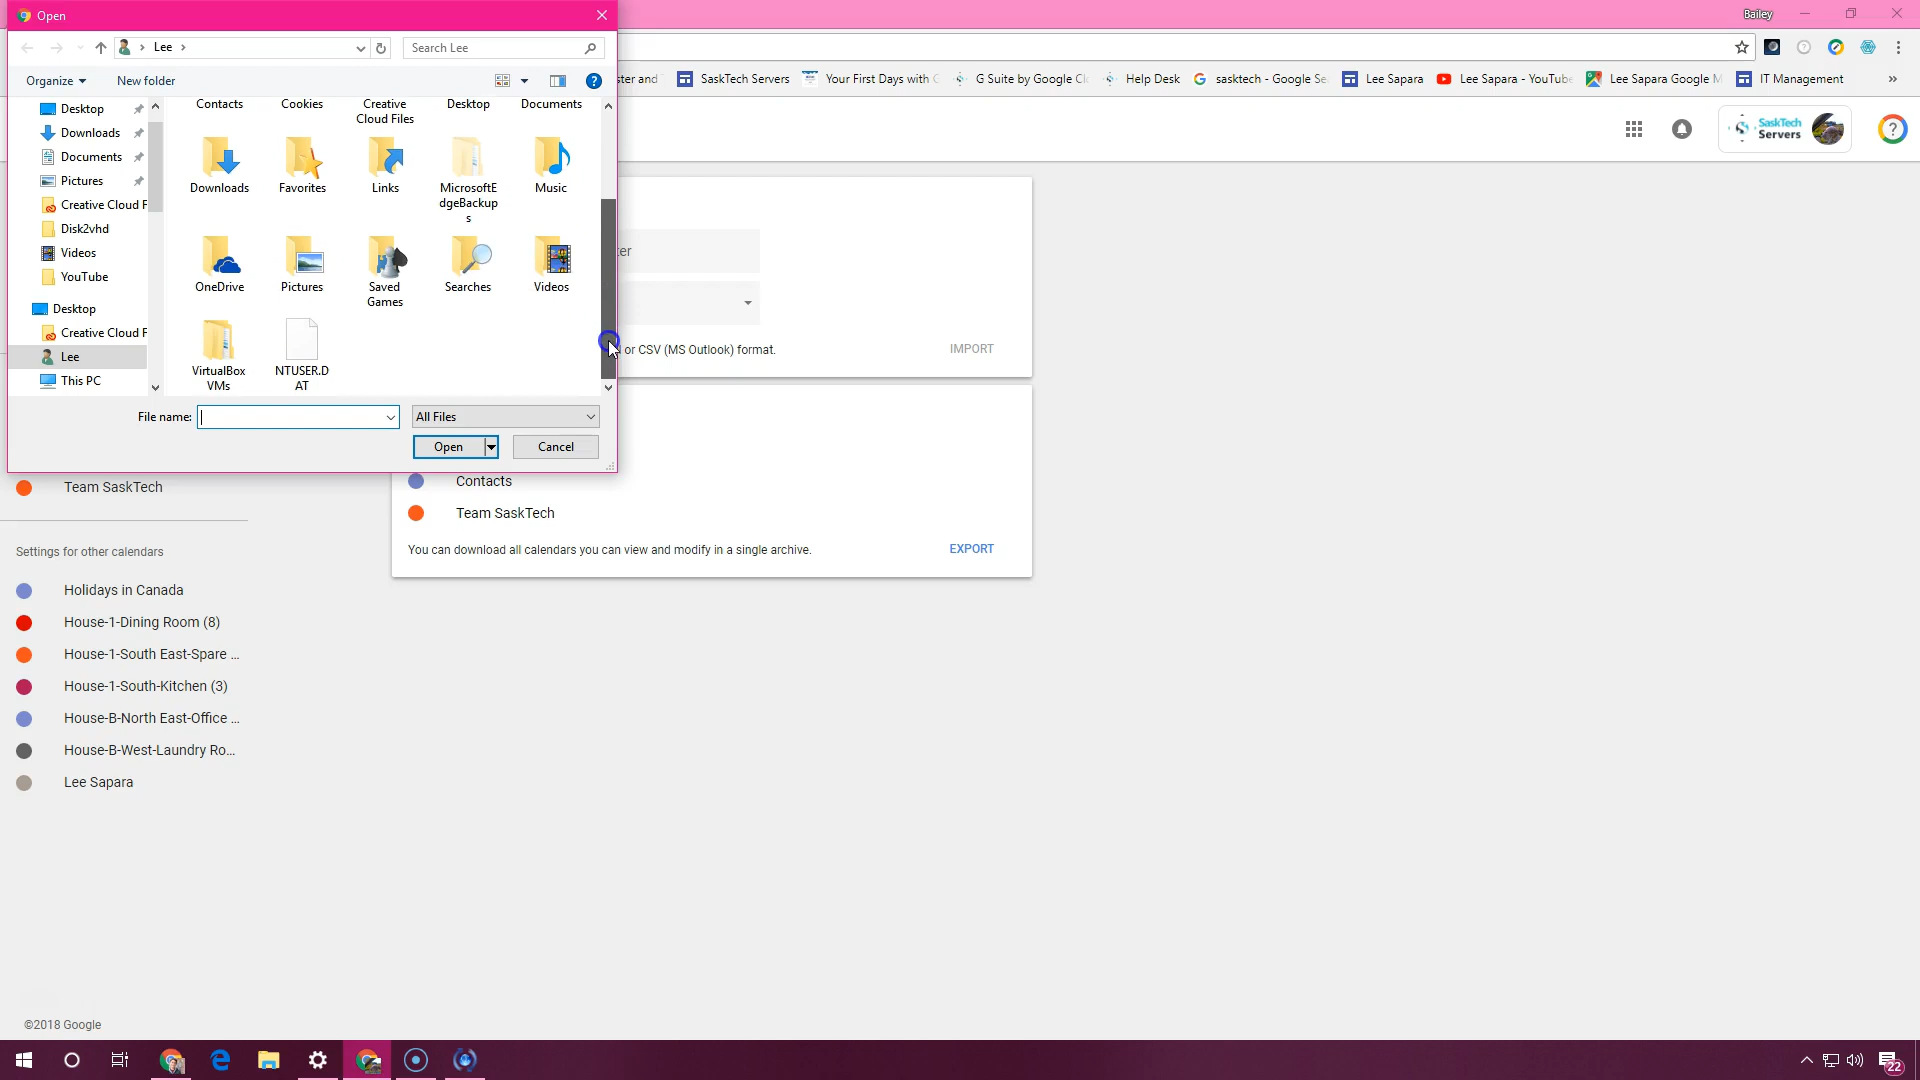 Open
Bailey
Lee
Search Lee
ster and
SaskTech Servers
Your First Days with
G Suite by Google Cl
Help Desk
sasktech - Google Se
Lee Sapara
Lee Sapara - YouTube
Lee Sapara Google M
IT Management
»
Organize
New folder
Desktop
Downloads
Documents
Pictures
Creative Cloud F
Disk2vhd
Videos
YouTube
Desktop
Creative Cloud F
Lee
This PC
Contacts
Cookies
Creative
Cloud Files
Desktop
Documents
Downloads
Favorites
Links
MicrosoftE
dgeBackup
s
Music
OneDrive
Pictures
Saved
Games
Searches
Videos
VirtualBox
VMs
NTUSER.D
AT
File name:
All Files
Open
Cancel
SaskTech
Servers
ter
or CSV (MS Outlook) format.
IMPORT
Contacts
Team SaskTech
You can download all calendars you can view and modify in a single archive.
EXPORT
Team SaskTech
Settings for other calendars
Holidays in Canada
House-1-Dining Room (8)
House-1-South East-Spare ...
House-1-South-Kitchen (3)
House-B-North East-Office ...
House-B-West-Laundry Ro...
Lee Sapara
©2018 Google
22